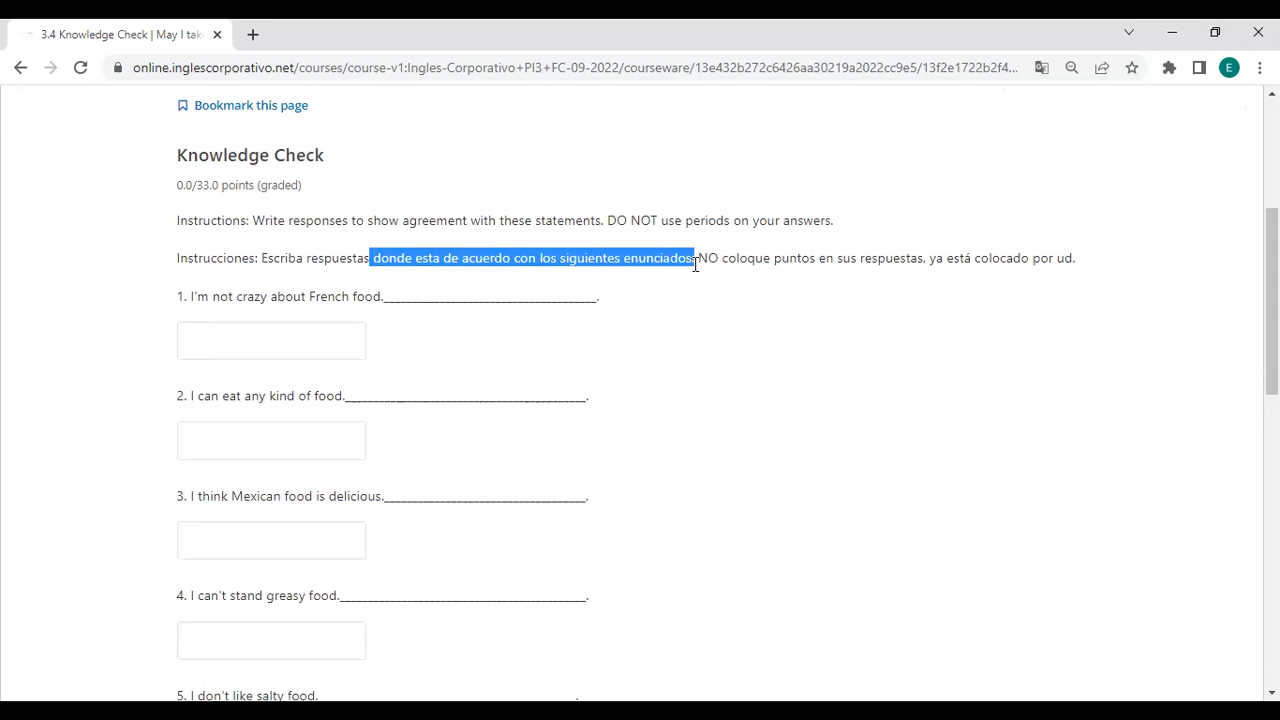 3.4 Knowledge Check | May I tak
online.inglescorporativo.net/courses/course-v1:Ingles-Corporativo+PI3+FC-09-2022/courseware/13e432b272c6426aa30219a2022cc9e5/13f2e1722b2f4...
E
Bookmark this page
Knowledge Check
0.0/33.0 points (graded)
Instructions: Write responses to show agreement with these statements. DO NOT use periods on your answers.
Instrucciones: Escriba respuestas donde esta de acuerdo con los siguientes enunciados. NO coloque puntos en sus respuestas, ya está colocado por ud.
1. I'm not crazy about French food.___________________________________.
2. I can eat any kind of food.________________________________________.
3. I think Mexican food is delicious._________________________________.
4. I can't stand greasy food._________________________________________.
5. I don't like salty food. .